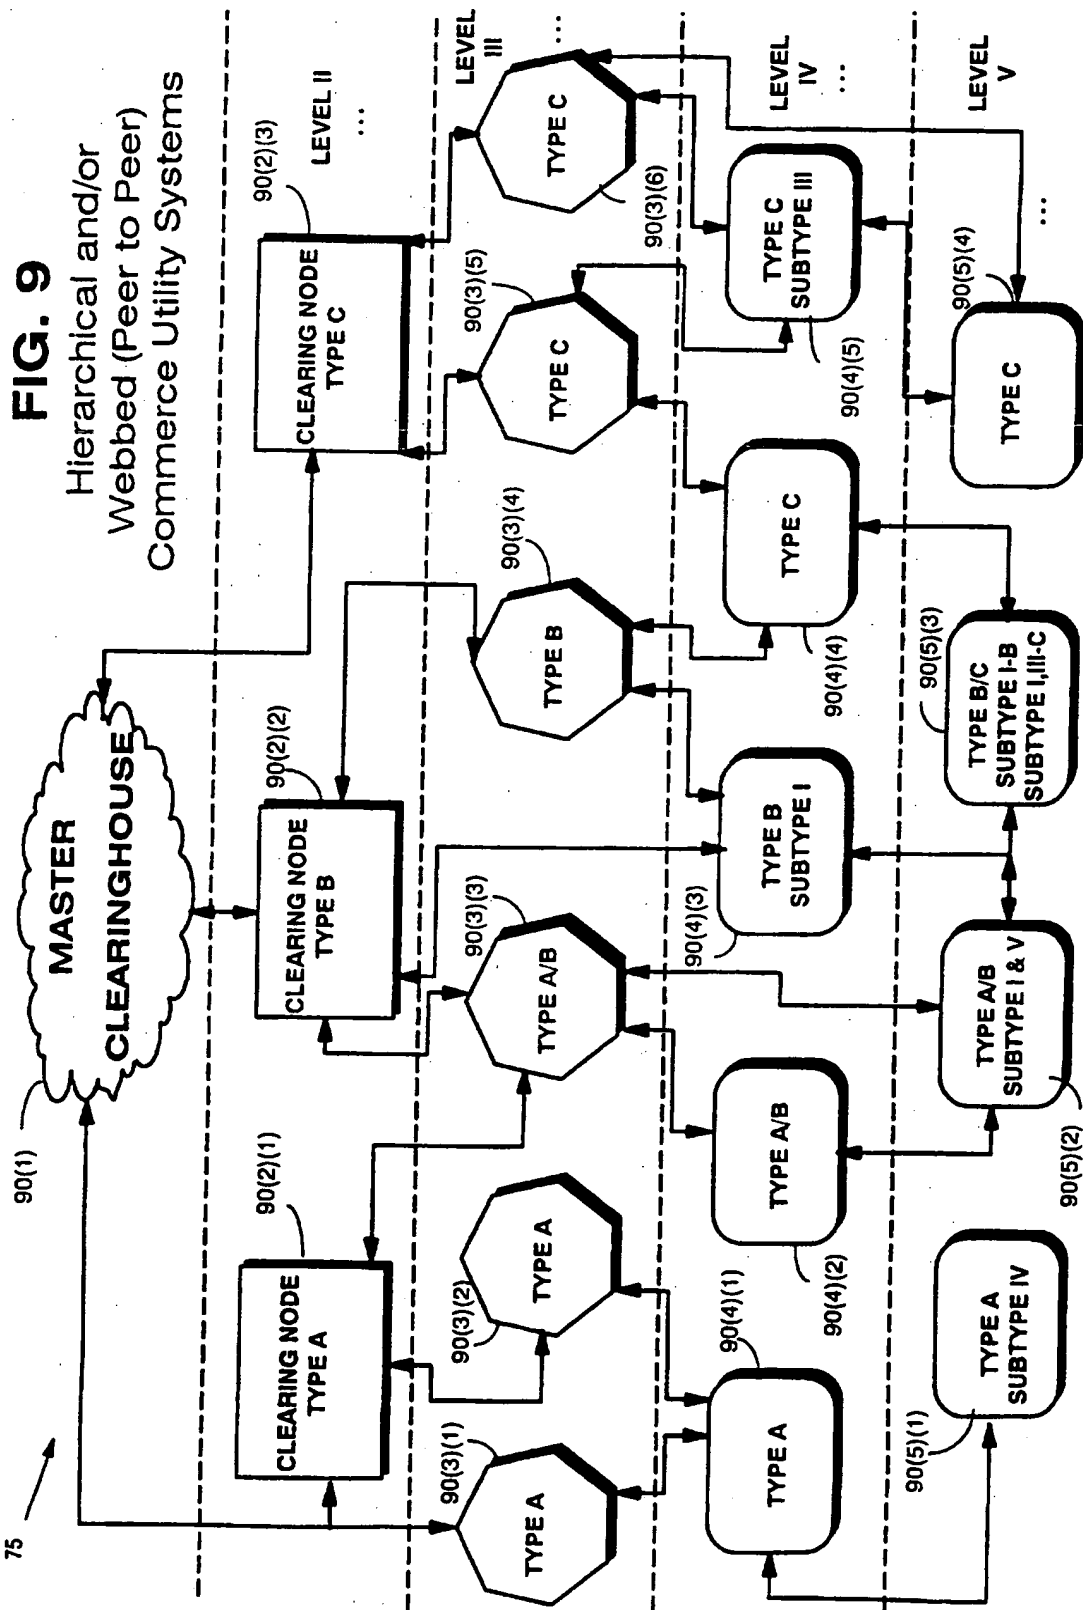 FIG. 9
Hierarchical and/or
Webbed (Peer to Peer)
Commerce Utility Systems
75
90(1)
MASTER
CLEARINGHOUSE
LEVEL II
...
90(2)(1)
CLEARING NODE
TYPE A
90(2)(2)
CLEARING NODE
TYPE B
90(2)(3)
CLEARING NODE
TYPE C
LEVEL
III
...
90(3)(1)
TYPE A
90(3)(2)
TYPE A
90(3)(3)
TYPE A/B
90(3)(4)
TYPE B
90(3)(5)
TYPE C
90(3)(6)
TYPE C
LEVEL
IV
...
90(4)(1)
TYPE A
90(4)(2)
TYPE A/B
90(4)(3)
TYPE B
SUBTYPE I
90(4)(4)
TYPE C
90(4)(5)
TYPE C
SUBTYPE III
LEVEL
V
...
90(5)(1)
TYPE A
SUBTYPE IV
90(5)(2)
TYPE A/B
SUBTYPE I & V
90(5)(3)
TYPE B/C
SUBTYPE I-B
SUBTYPE I,III-C
90(5)(4)
TYPE C